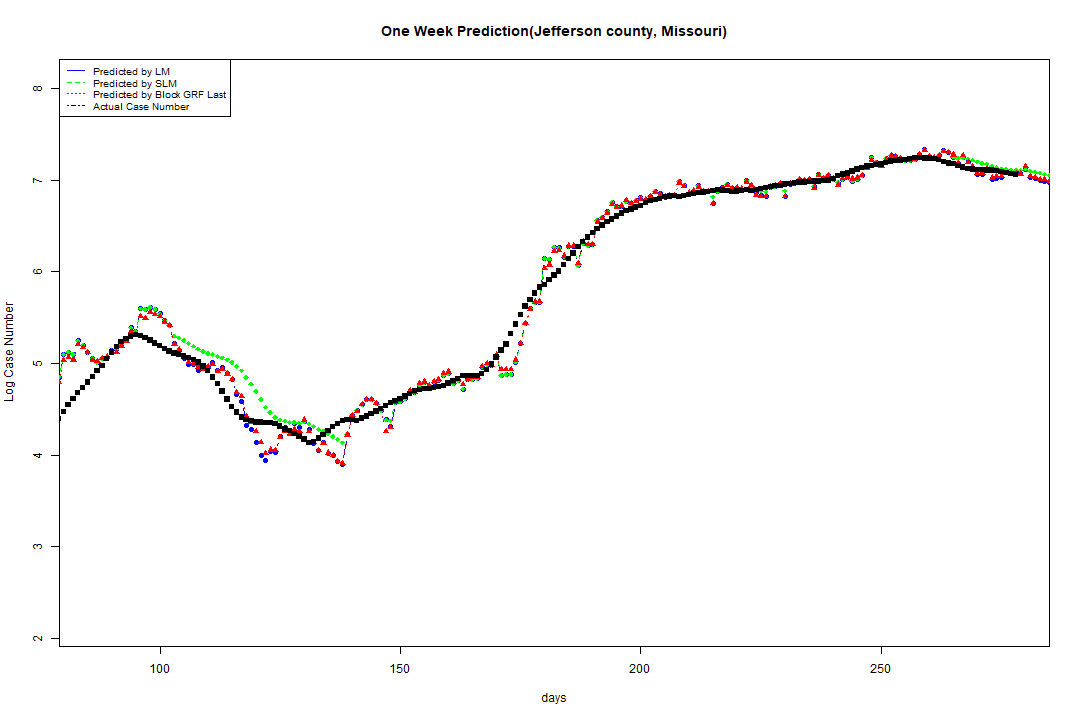 One Week Prediction(Jefferson county, Missouri)
Predicted by LM
Predicted by SLM
Predicted by Block GRF Last
Actual Case Number
8
7
6
5
4
3
2
Log Case Number
100 150 200 250
days